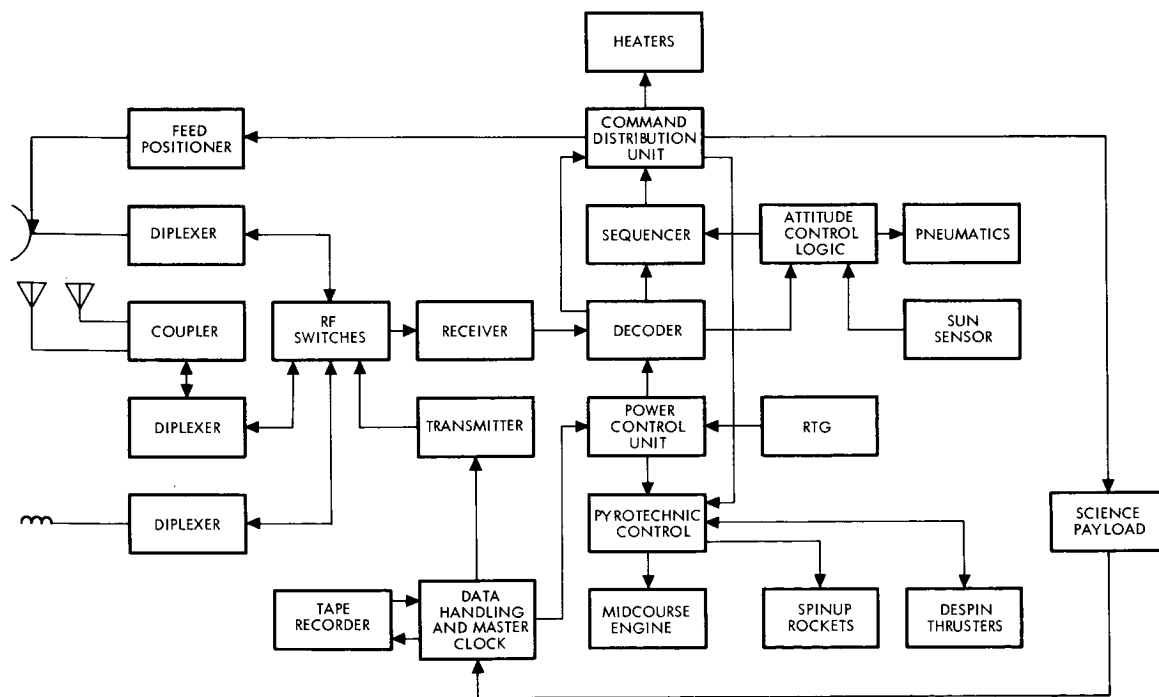 HEATERS
FEED
POSITIONER
COMMAND
DISTRIBUTION
UNIT
DIPLEXER
SEQUENCER
ATTITUDE
CONTROL
LOGIC
PNEUMATICS
COUPLER
RF
SWITCHES
RECEIVER
DECODER
SUN
SENSOR
DIPLEXER
TRANSMITTER
POWER
CONTROL
UNIT
RTG
DIPLEXER
PYROTECHNIC
CONTROL
SCIENCE
PAYLOAD
TAPE
RECORDER
DATA
HANDLING
AND MASTER
CLOCK
MIDCOURSE
ENGINE
SPINUP
ROCKETS
DESPIN
THRUSTERS